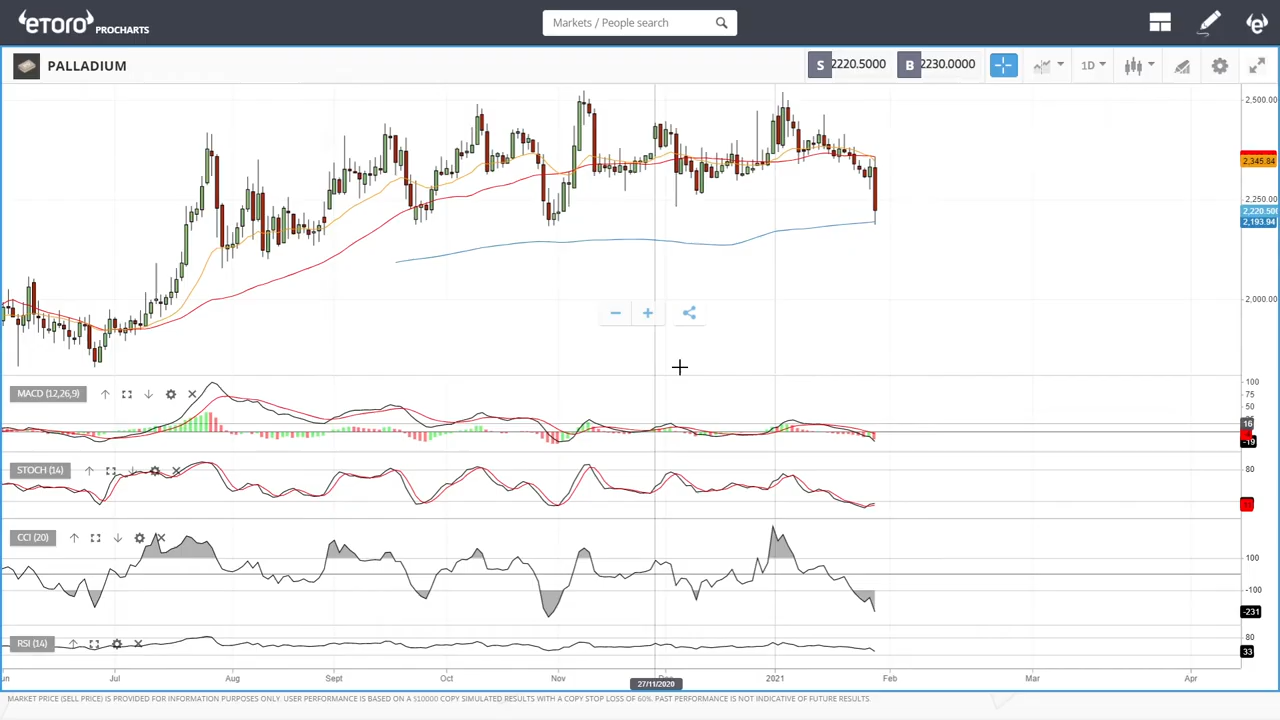 eToro PROCHARTS
Markets / People search
PALLADIUM
S 2220.5000 B 2230.0000 1D
2,500.00
2,345.84
2,250.00
2,220.500
2,193.94
2,000.00
MACD (12,26,9)
100
75
50
25
16
-19
STOCH (14)
80
CCI (20)
100
-100
-231
RSI (14)
80
33
Jul Aug Sept Oct Nov Dec 2021 Feb Mar Apr
27/11/2020
MARKET PRICE (SELL PRICE) IS PROVIDED FOR INFORMATION PURPOSES ONLY. USER PERFORMANCE IS BASED ON A $10000 COPY SIMULATED RESULTS WITH A COPY STOP LOSS OF 60%. PAST PERFORMANCE IS NOT INDICATIVE OF FUTURE RESULTS.